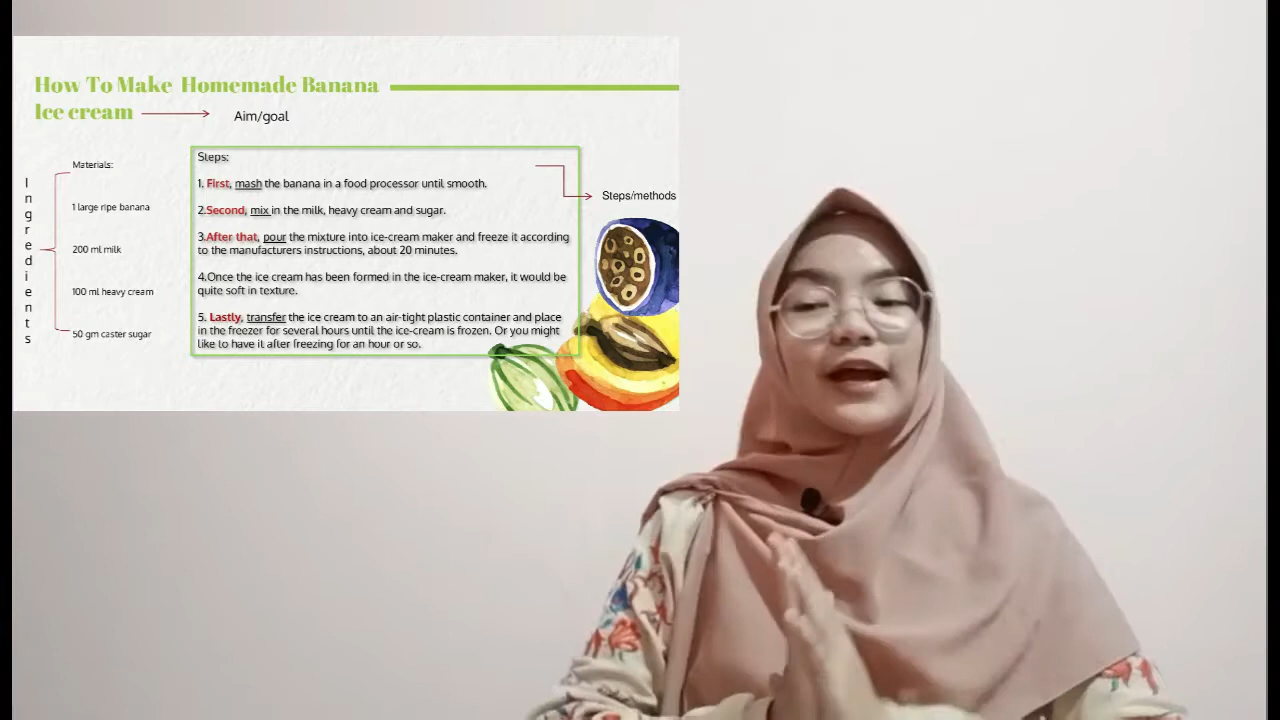 How To Make Homemade Banana
Ice cream
Aim/goal
Ingredients
Materials:
1 large ripe banana
200 ml milk
100 ml heavy cream
50 gm caster sugar
Steps:
1. First, mash the banana in a food processor until smooth.
2.Second, mix in the milk, heavy cream and sugar.
3.After that, pour the mixture into ice-cream maker and freeze it according
to the manufacturers instructions, about 20 minutes.
4.Once the ice cream has been formed in the ice-cream maker, it would be
quite soft in texture.
5. Lastly, transfer the ice cream to an air-tight plastic container and place
in the freezer for several hours until the ice-cream is frozen. Or you might
like to have it after freezing for an hour or so.
Steps/methods